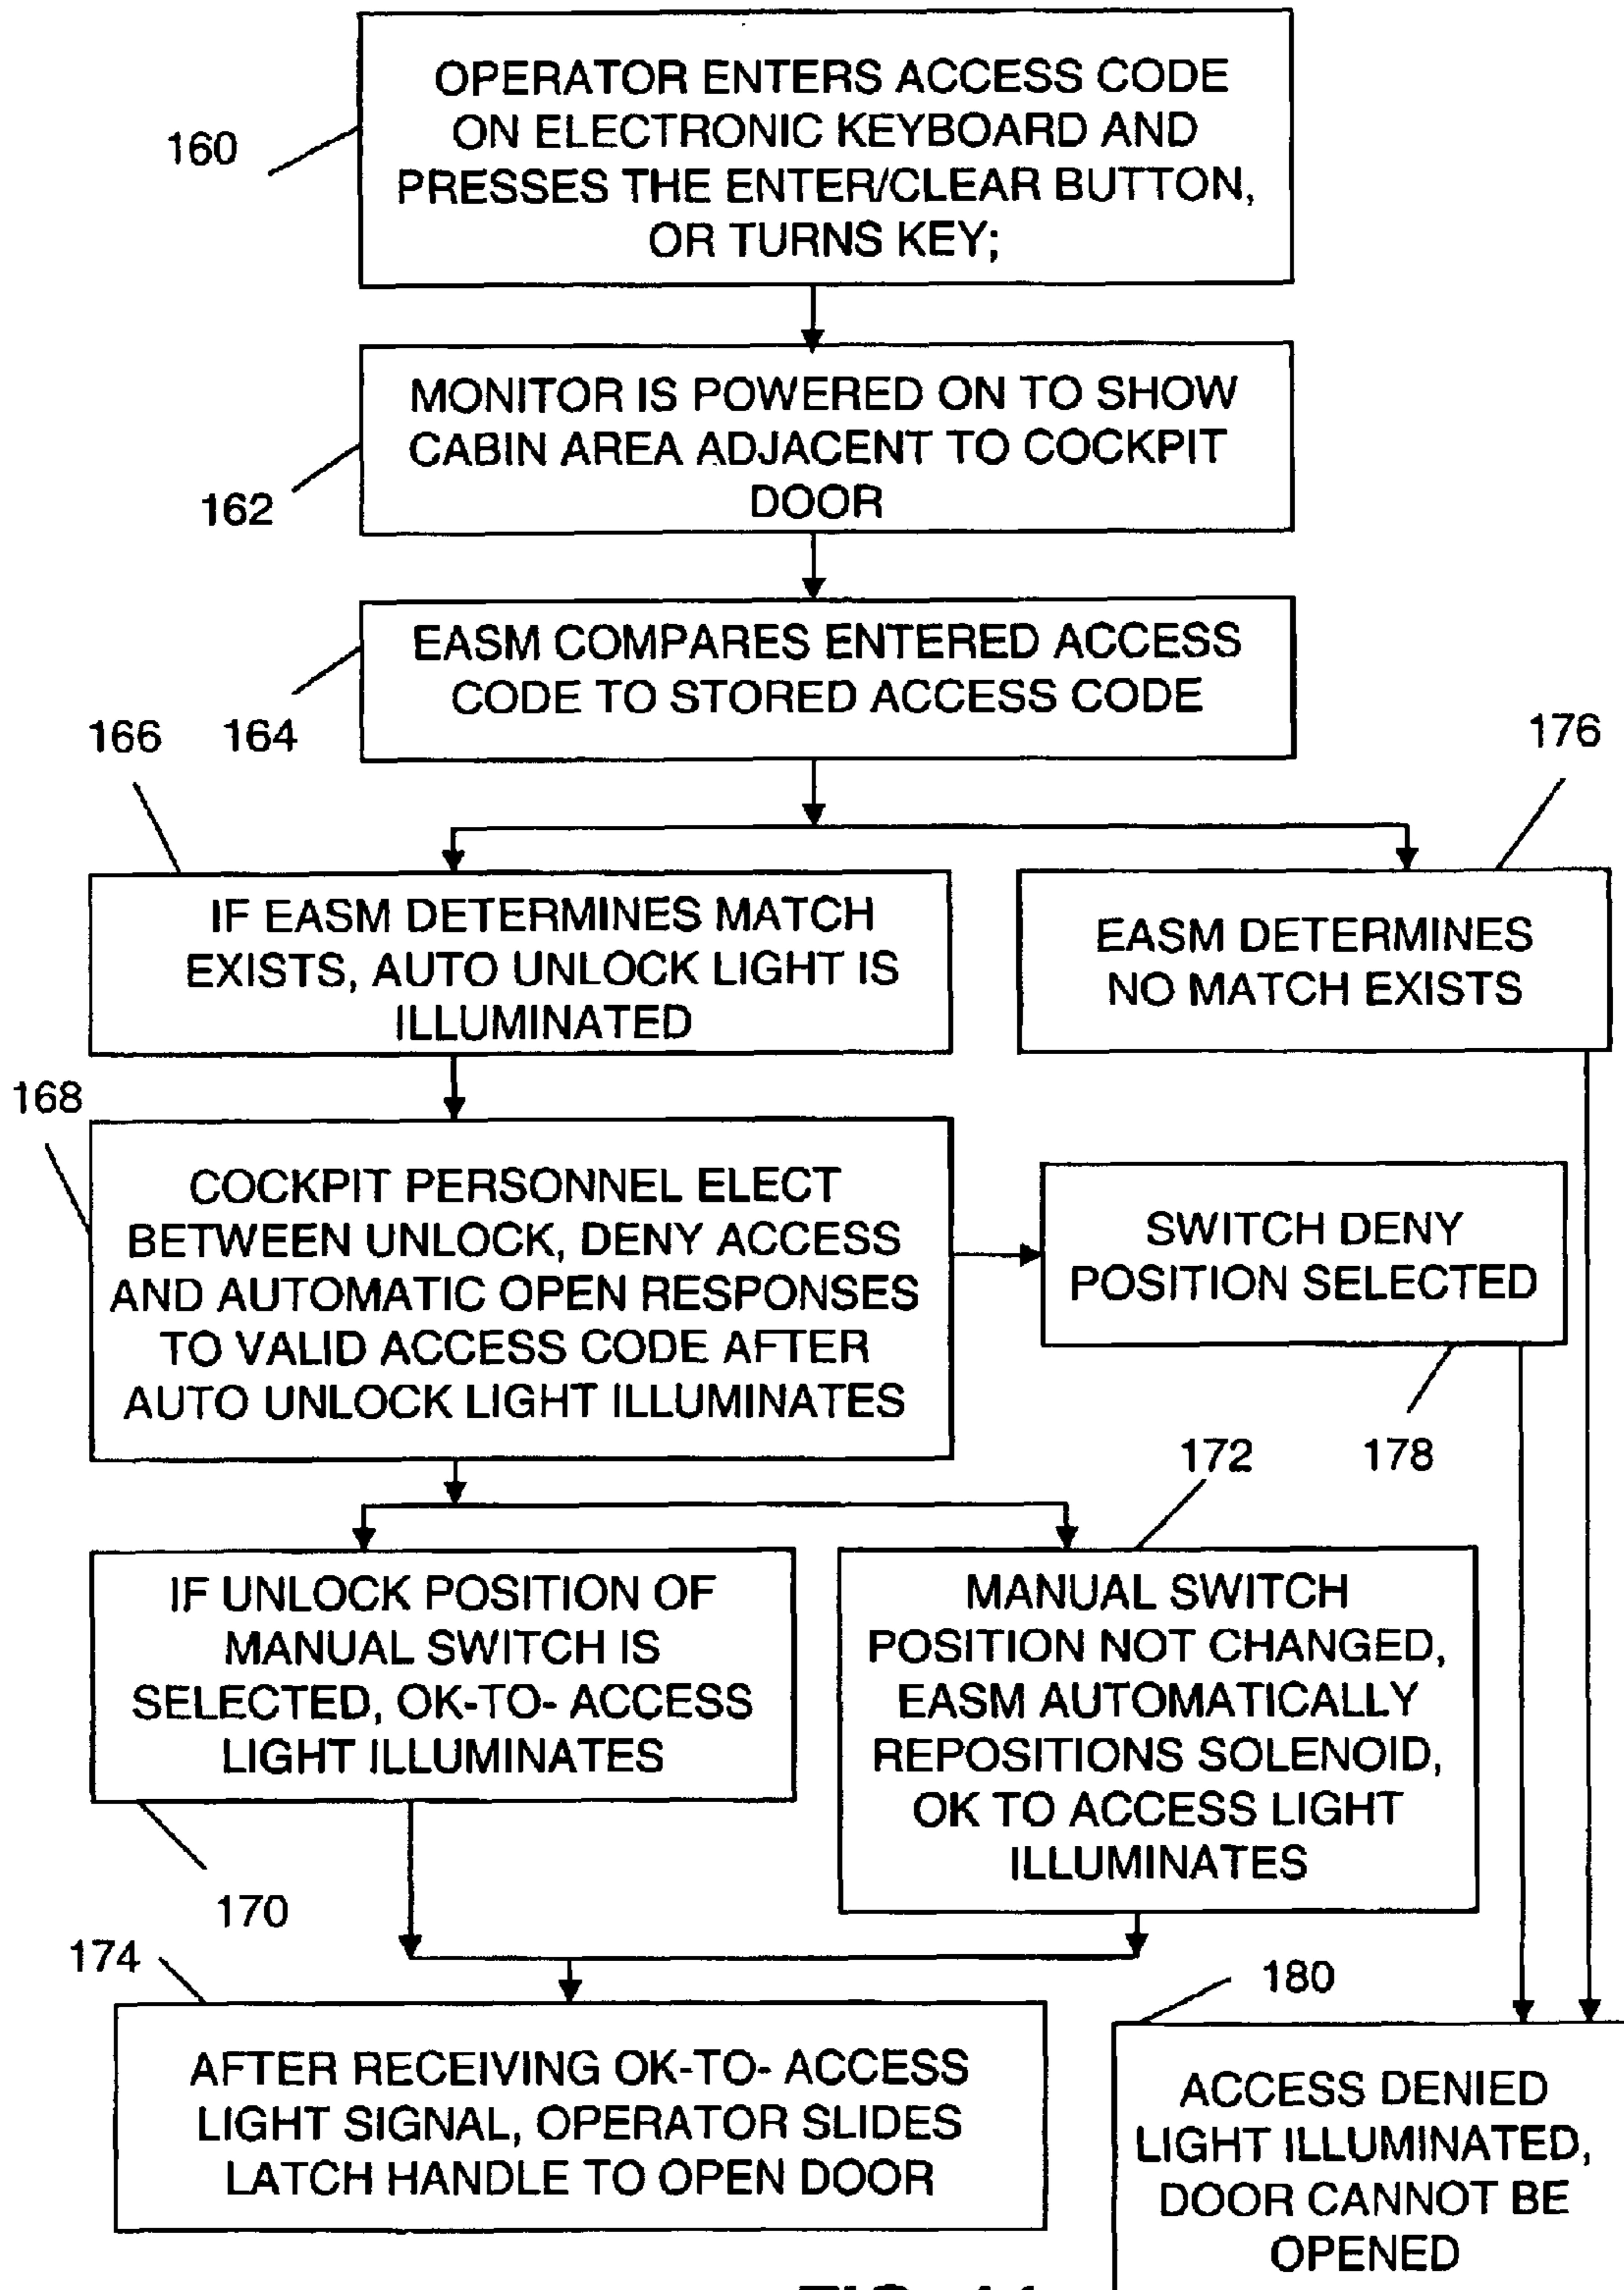 160
OPERATOR ENTERS ACCESS CODE
ON ELECTRONIC KEYBOARD AND
PRESSES THE ENTER/CLEAR BUTTON,
OR TURNS KEY;
162
MONITOR IS POWERED ON TO SHOW
CABIN AREA ADJACENT TO COCKPIT
DOOR
164
EASM COMPARES ENTERED ACCESS
CODE TO STORED ACCESS CODE
166
IF EASM DETERMINES MATCH
EXISTS, AUTO UNLOCK LIGHT IS
ILLUMINATED
176
EASM DETERMINES
NO MATCH EXISTS
168
COCKPIT PERSONNEL ELECT
BETWEEN UNLOCK, DENY ACCESS
AND AUTOMATIC OPEN RESPONSES
TO VALID ACCESS CODE AFTER
AUTO UNLOCK LIGHT ILLUMINATES
SWITCH DENY
POSITION SELECTED
178
170
IF UNLOCK POSITION OF
MANUAL SWITCH IS
SELECTED, OK-TO- ACCESS
LIGHT ILLUMINATES
172
MANUAL SWITCH
POSITION NOT CHANGED,
EASM AUTOMATICALLY
REPOSITIONS SOLENOID,
OK TO ACCESS LIGHT
ILLUMINATES
174
AFTER RECEIVING OK-TO- ACCESS
LIGHT SIGNAL, OPERATOR SLIDES
LATCH HANDLE TO OPEN DOOR
180
ACCESS DENIED
LIGHT ILLUMINATED,
DOOR CANNOT BE
OPENED